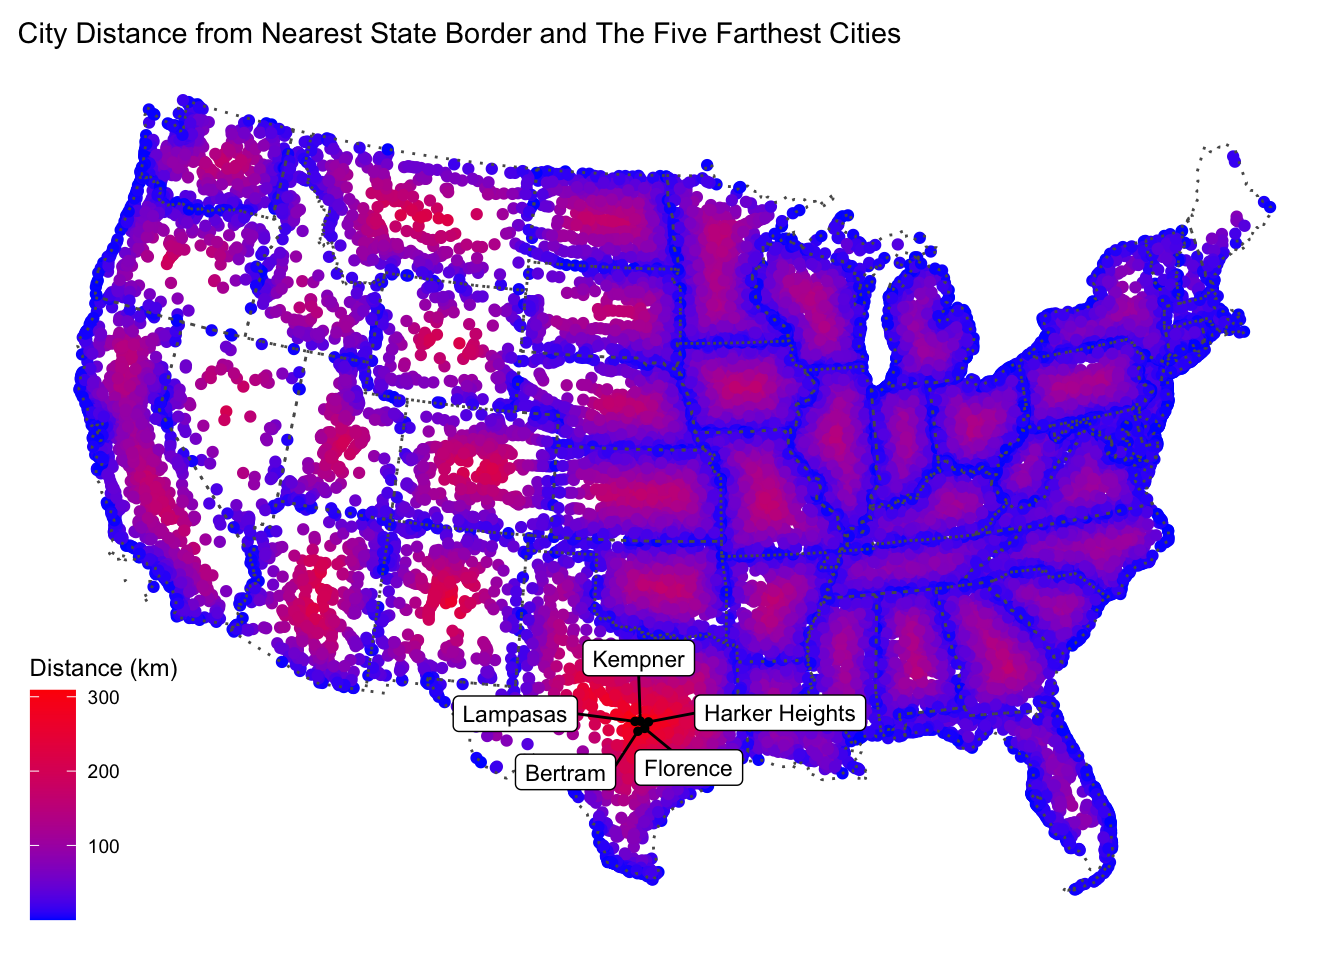 City Distance from Nearest State Border and The Five Farthest Cities
Kempner
Lampasas
Harker Heights
Bertram
Florence
Distance (km)
300
200
100